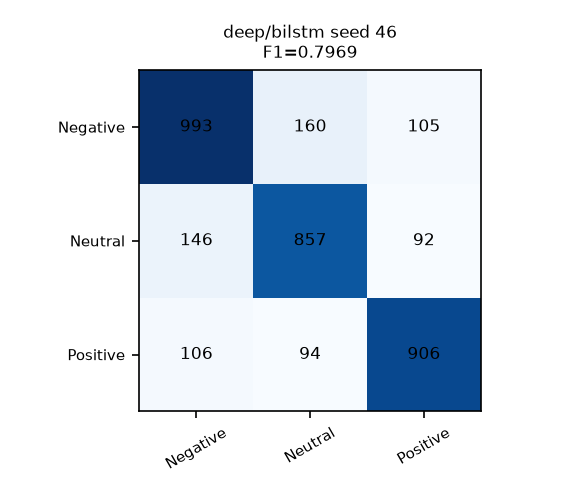 deep/bilstm seed 46
F1=0.7969
Negative 993 160 105
Neutral 146 857 92
Positive 106 94 906
Negative Neutral Positive